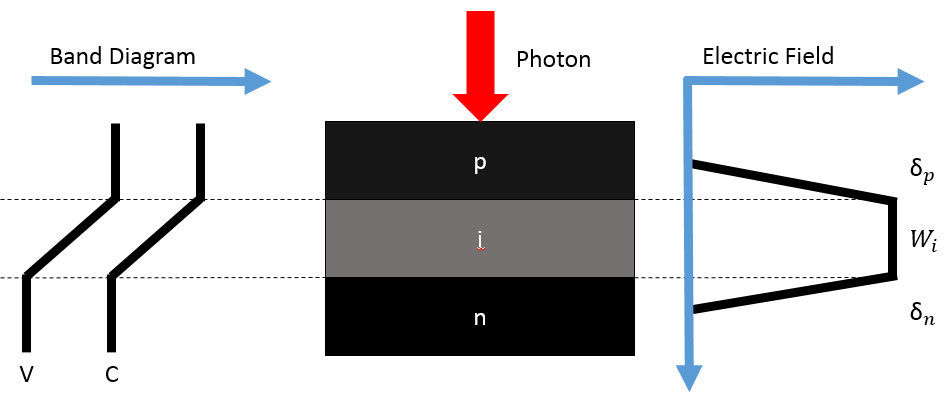 Band Diagram
Photon
Electric Field
p
i
n
δp
Wi
δn
V
C